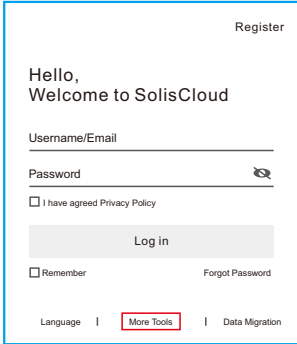 Register
Hello,
Welcome to SolisCloud
Username/Email
Password
I have agreed Privacy Policy
Log in
Remember Forgot Password
Language | More Tools | Data Migration